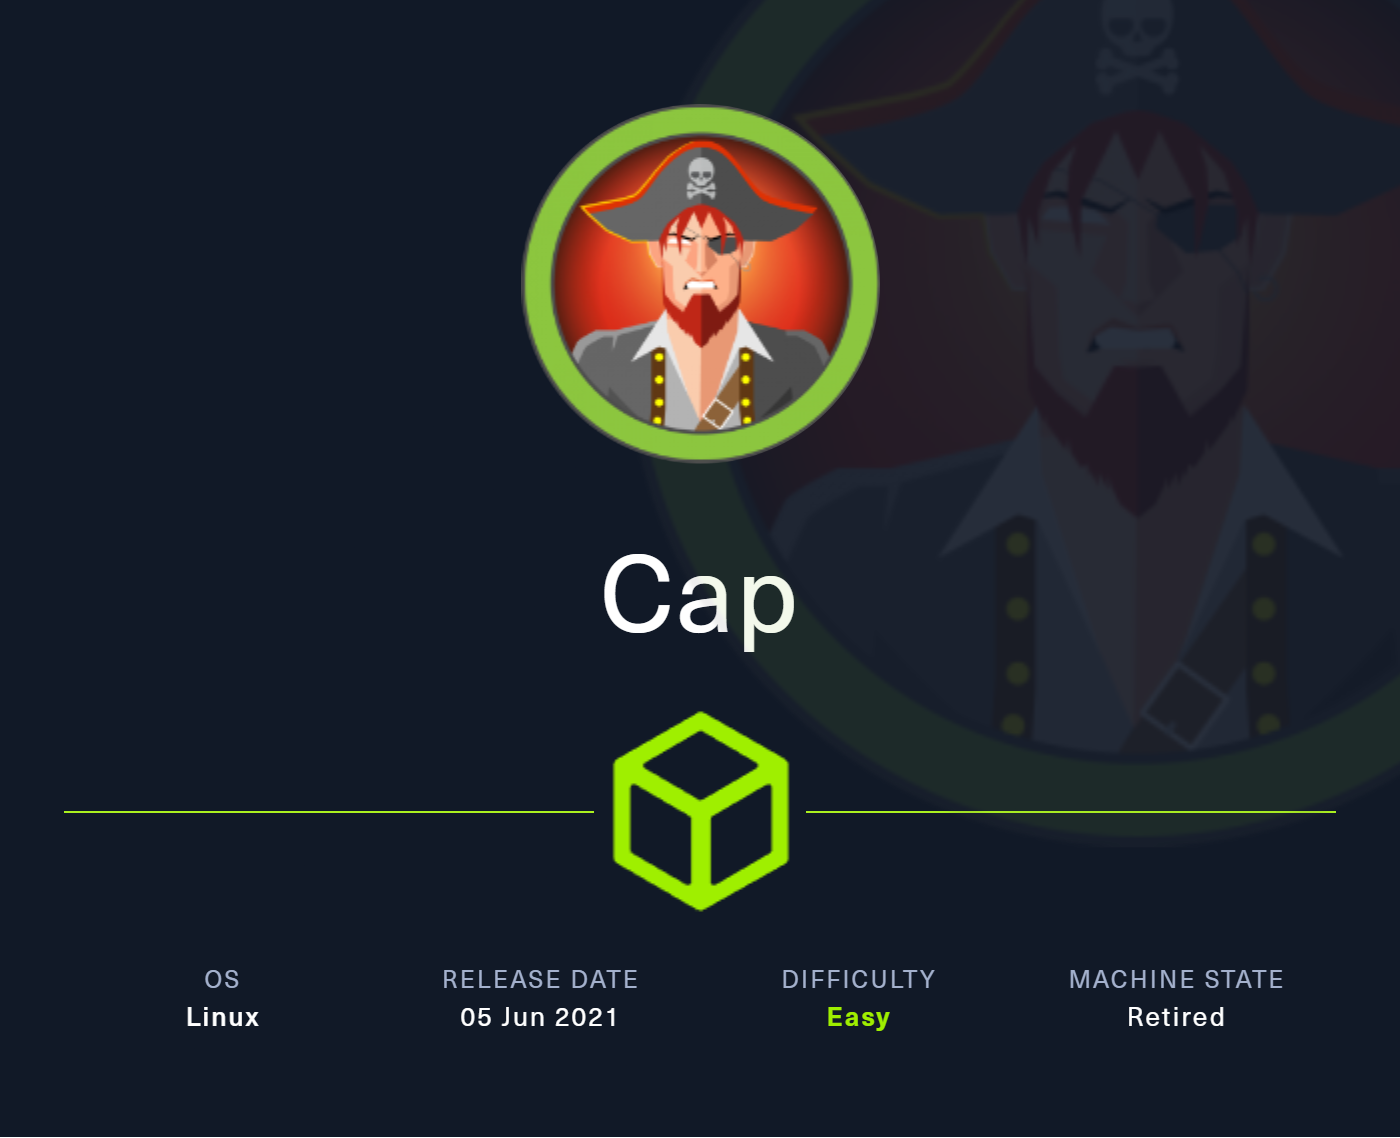 Cap
OS
Linux
RELEASE DATE
05 Jun 2021
DIFFICULTY
Easy
MACHINE STATE
Retired